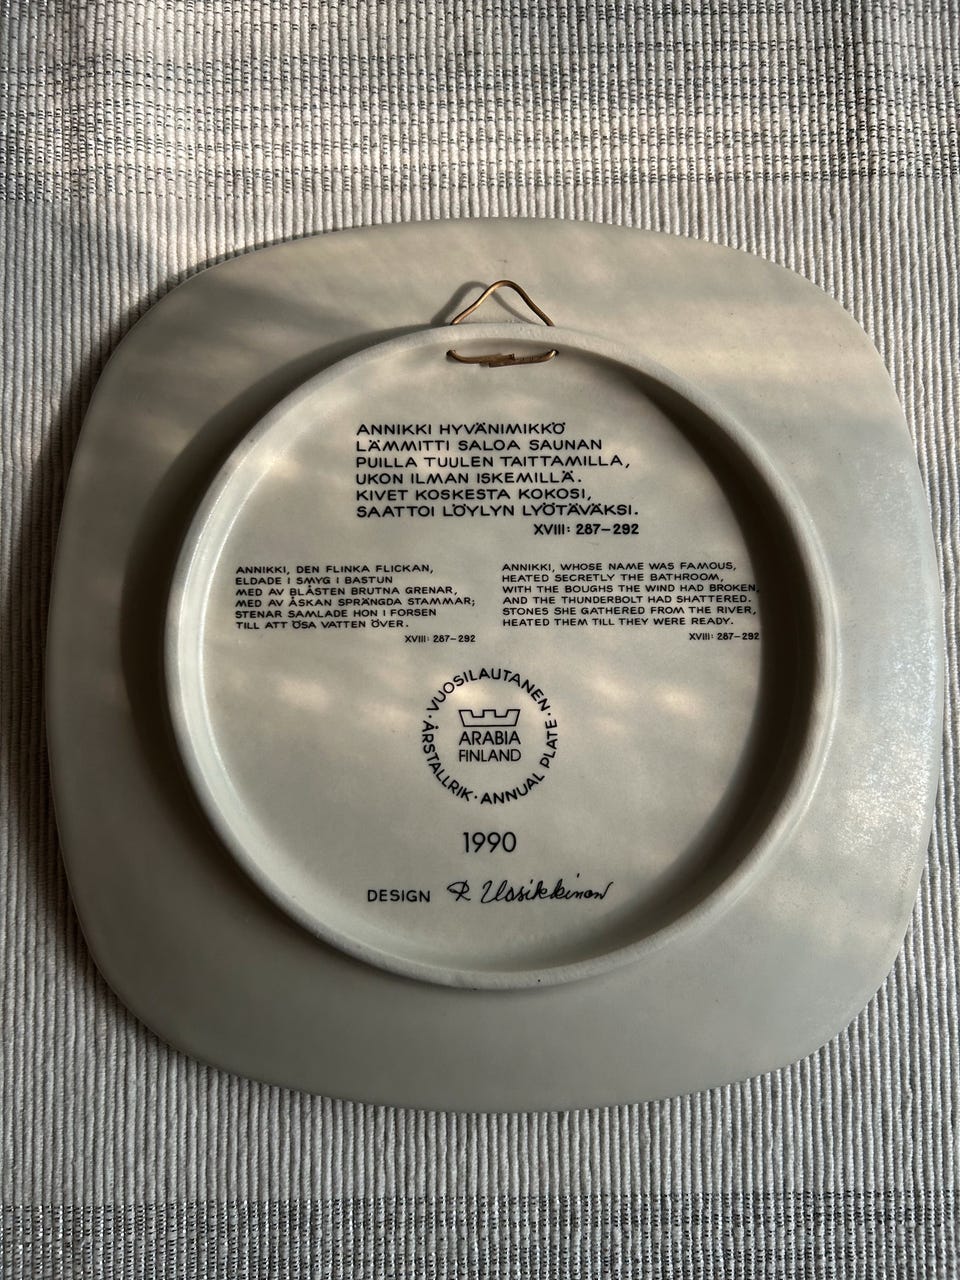 ANNIKKI HYVÄNIMIKKO
LÄMMITTI SALOA SAUNAN
PUILLA TUULEN TAITTAMILLA,
UKON ILMAN ISKEMILLÄ.
KIVET KOSKESTA KOKOSI,
SAATTOI LÖYLYN LYÖTÄVÄKSI.
XVIII: 287–292
ANNIKKI, DEN FLINKA FLICKAN,
ELDADE I SMYG I BASTUN
MED AV BLÅSTEN BRUTNA GRENAR,
MED AV ÅSKAN SPRÄNGDA STAMMAR;
STENAR SAMLADE HON I FORSEN
TILL ATT ÖSA VATTEN ÖVER.
XVIII: 287–292
ANNIKKI, WHOSE NAME WAS FAMOUS,
HEATED SECRETLY THE BATHROOM,
WITH THE BOUGHS THE WIND HAD BROKEN,
AND THE THUNDERBOLT HAD SHATTERED.
STONES SHE GATHERED FROM THE RIVER,
HEATED THEM TILL THEY WERE READY.
XVIII: 287–292
· VUOSILAUTANEN · ANNUAL PLATE · ÅRSTALLRIK
ARABIA
FINLAND
1990
DESIGN R Uosikkinen